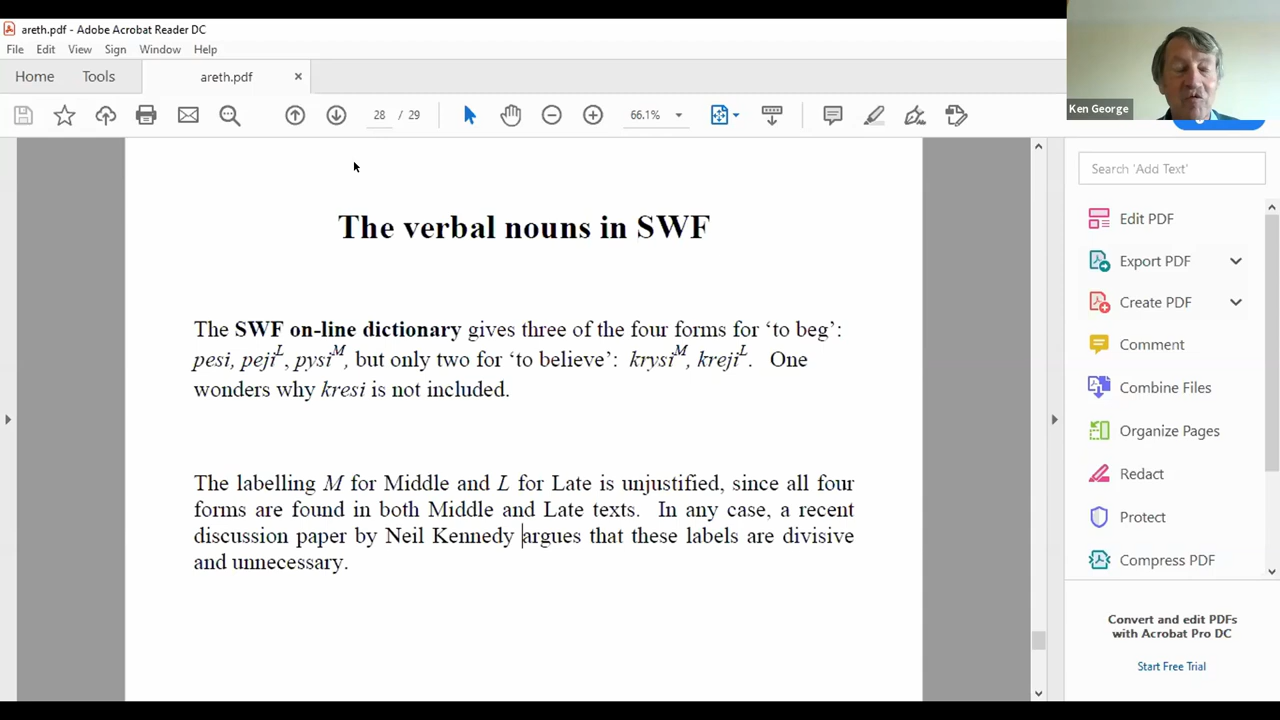 areth.pdf - Adobe Acrobat Reader DC
File Edit View Sign Window Help
Home Tools areth.pdf ×
28 / 29 66.1%
Ken George
The verbal nouns in SWF
The SWF on-line dictionary gives three of the four forms for ‘to beg’:
pesi, pejiL, pysiM, but only two for ‘to believe’: krysiM, krejiL. One
wonders why kresi is not included.
The labelling M for Middle and L for Late is unjustified, since all four
forms are found in both Middle and Late texts. In any case, a recent
discussion paper by Neil Kennedy argues that these labels are divisive
and unnecessary.
Search 'Add Text'
Edit PDF
Export PDF
Create PDF
Comment
Combine Files
Organize Pages
Redact
Protect
Compress PDF
Convert and edit PDFs
with Acrobat Pro DC
Start Free Trial